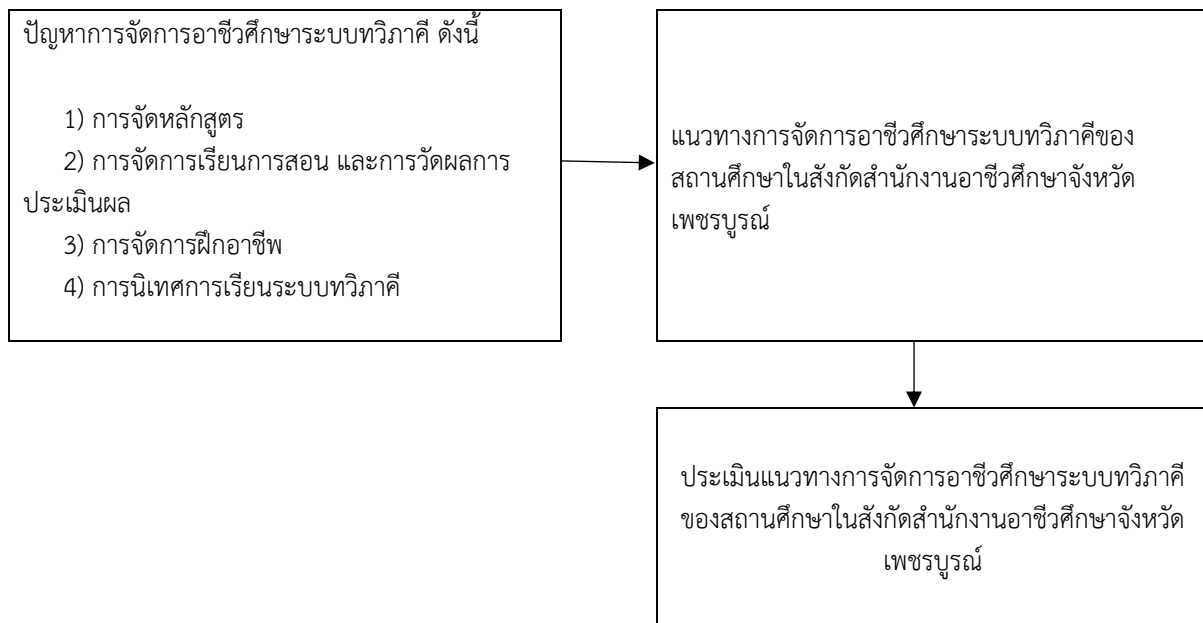 ปัญหาการจัดการอาชีวศึกษาระบบทวิภาคี ดังนี้
1) การจัดหลักสูตร
2) การจัดการเรียนการสอน และการวัดผลการ
ประเมินผล
3) การจัดการฝึกอาชีพ
4) การนิเทศการเรียนระบบทวิภาคี
แนวทางการจัดการอาชีวศึกษาระบบทวิภาคีของ
สถานศึกษาในสังกัดสำนักงานอาชีวศึกษาจังหวัด
เพชรบูรณ์
ประเมินแนวทางการจัดการอาชีวศึกษาระบบทวิภาคี
ของสถานศึกษาในสังกัดสำนักงานอาชีวศึกษาจังหวัด
เพชรบูรณ์